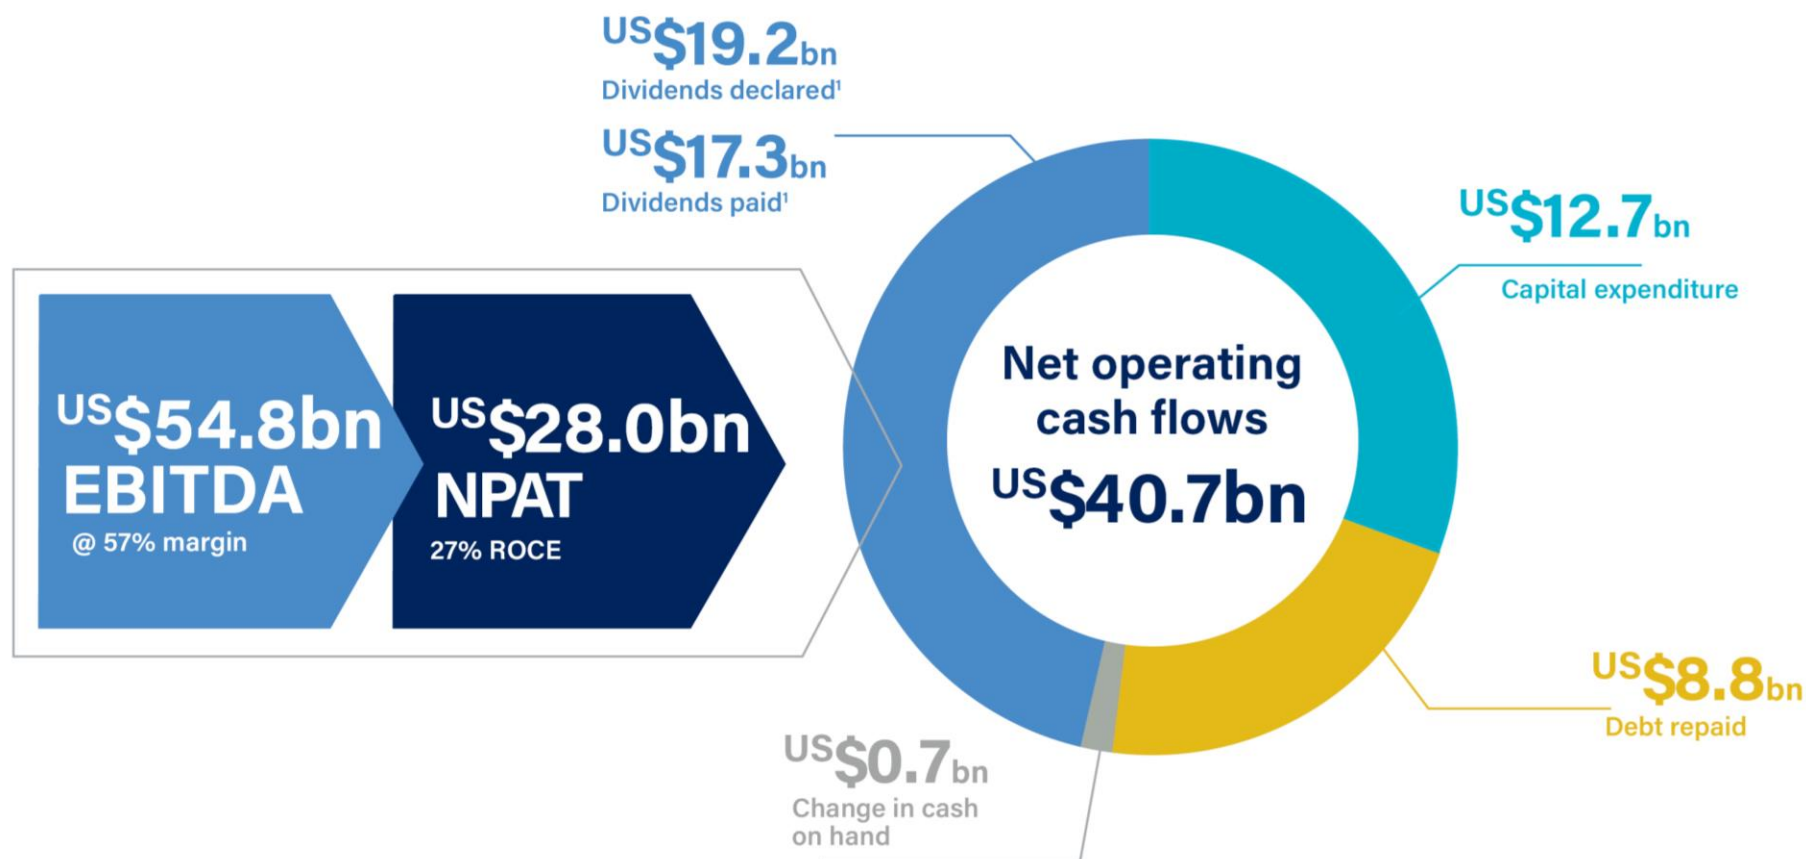 US$19.2bn
Dividends declared¹
US$17.3bn
Dividends paid¹
US$54.8bn
EBITDA
@ 57% margin
US$28.0bn
NPAT
27% ROCE
Net operating
cash flows
US$40.7bn
US$12.7bn
Capital expenditure
US$8.8bn
Debt repaid
US$0.7bn
Change in cash
on hand